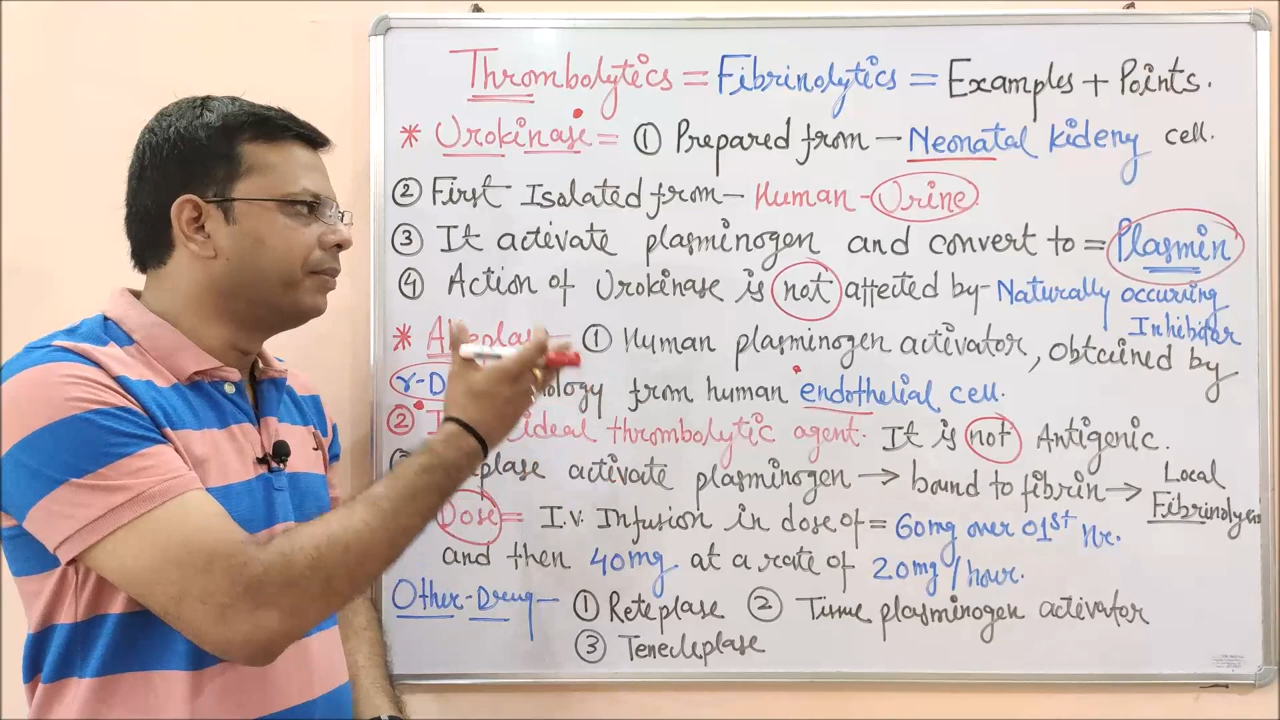 Thrombolytics = Fibrinolytics = Examples + Points.
* Urokinase = ① Prepared from – Neonatal kideny cell.
② First Isolated from – Human - Urine
③ It activate plasminogen and convert to = Plasmin
④ Action of Urokinase is not affected by - Naturally occuring
Inhibitor
* ① Human plasminogen activator, obtained by
from human endothelial cell.
② ideal thrombolytic agent. It is not Antigenic.
activate plasminogen → bound to fibrin → Local
Fibrinolysis
Dose = I.v. Infusion in dose of = 60mg over 01st Hr.
and then 40mg at a rate of 20mg/hour.
Other-Drug – ① Reteplase ② Tissue plasminogen activator
③ Tenecteplase